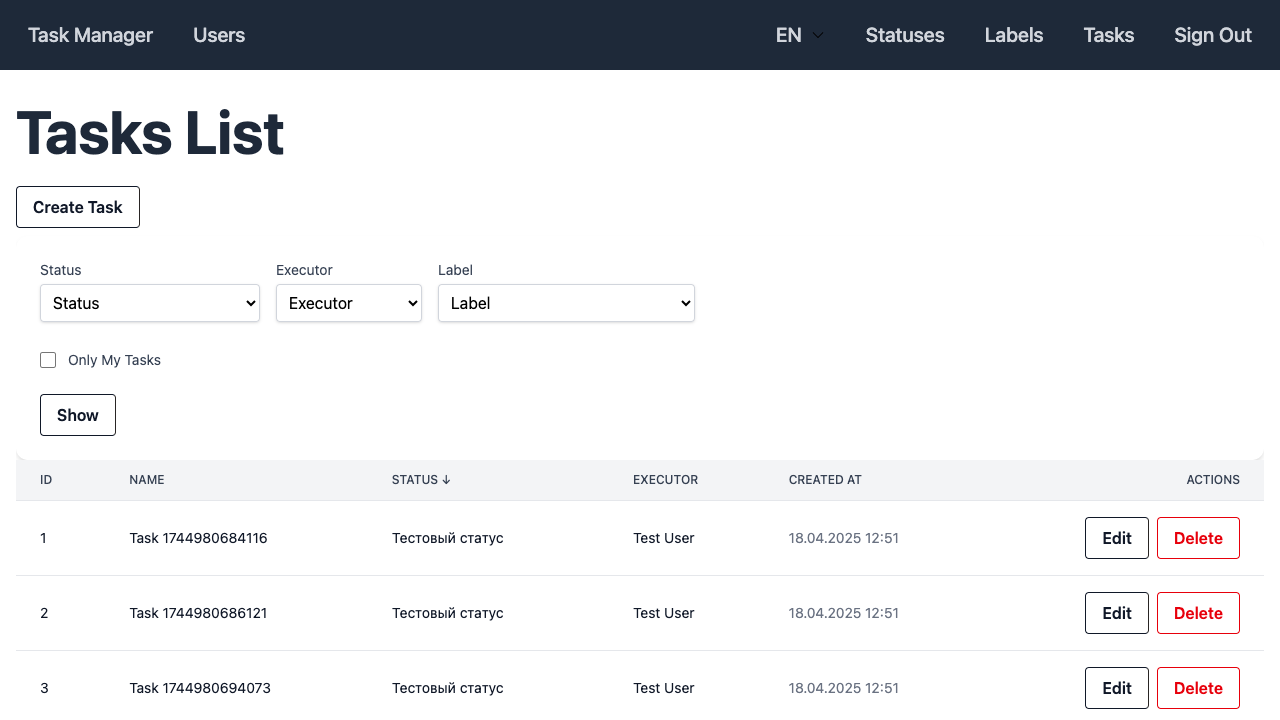 Task Manager Users EN Statuses Labels Tasks Sign Out
Tasks List
Create Task
Status Executor Label
Status Executor Label
Only My Tasks
Show
ID NAME STATUS ↓ EXECUTOR CREATED AT ACTIONS
1 Task 1744980684116 Тестовый статус Test User 18.04.2025 12:51 Edit Delete
2 Task 1744980686121 Тестовый статус Test User 18.04.2025 12:51 Edit Delete
3 Task 1744980694073 Тестовый статус Test User 18.04.2025 12:51 Edit Delete